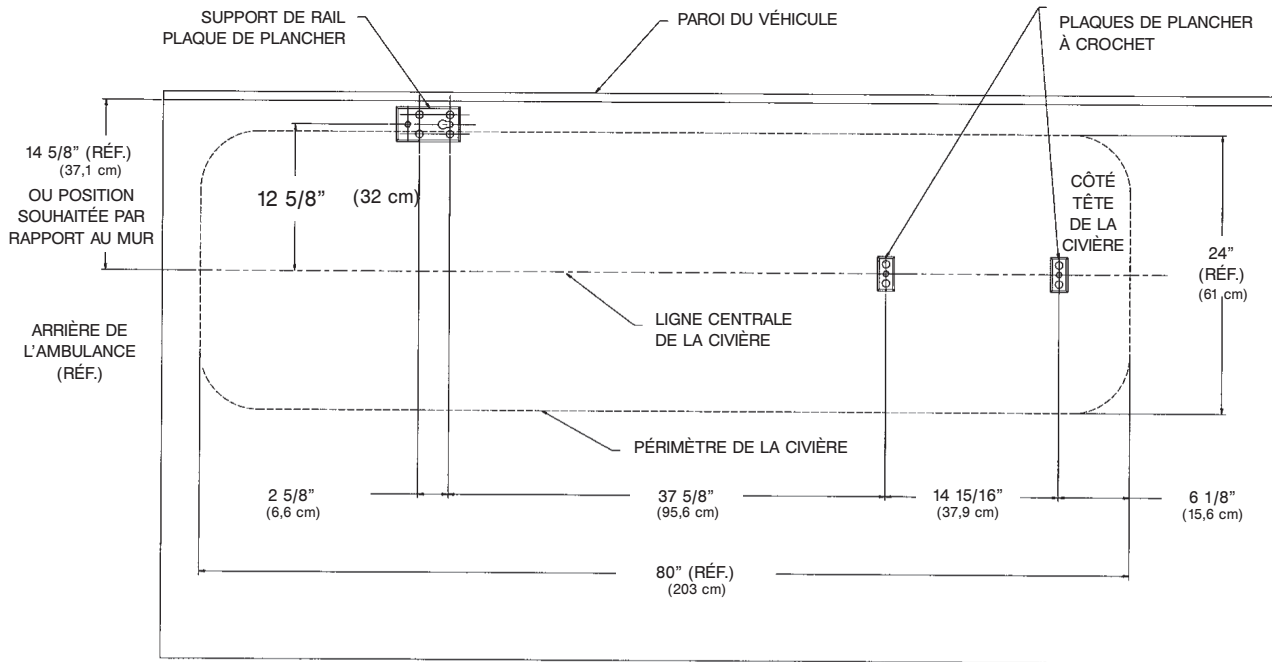 SUPPORT DE RAIL
PLAQUE DE PLANCHER
PAROI DU VÉHICULE
PLAQUES DE PLANCHER
À CROCHET
14 5/8” (RÉF.)
(37,1 cm)
OU POSITION
SOUHAITÉE PAR
RAPPORT AU MUR
12 5/8” (32 cm)
CÔTÉ
TÊTE
DE LA
CIVIÈRE
24”
(RÉF.)
(61 cm)
ARRIÈRE DE
L’AMBULANCE
(RÉF.)
LIGNE CENTRALE
DE LA CIVIÈRE
PÉRIMÈTRE DE LA CIVIÈRE
2 5/8”
(6,6 cm)
37 5/8”
(95,6 cm)
14 15/16”
(37,9 cm)
6 1/8”
(15,6 cm)
80” (RÉF.)
(203 cm)